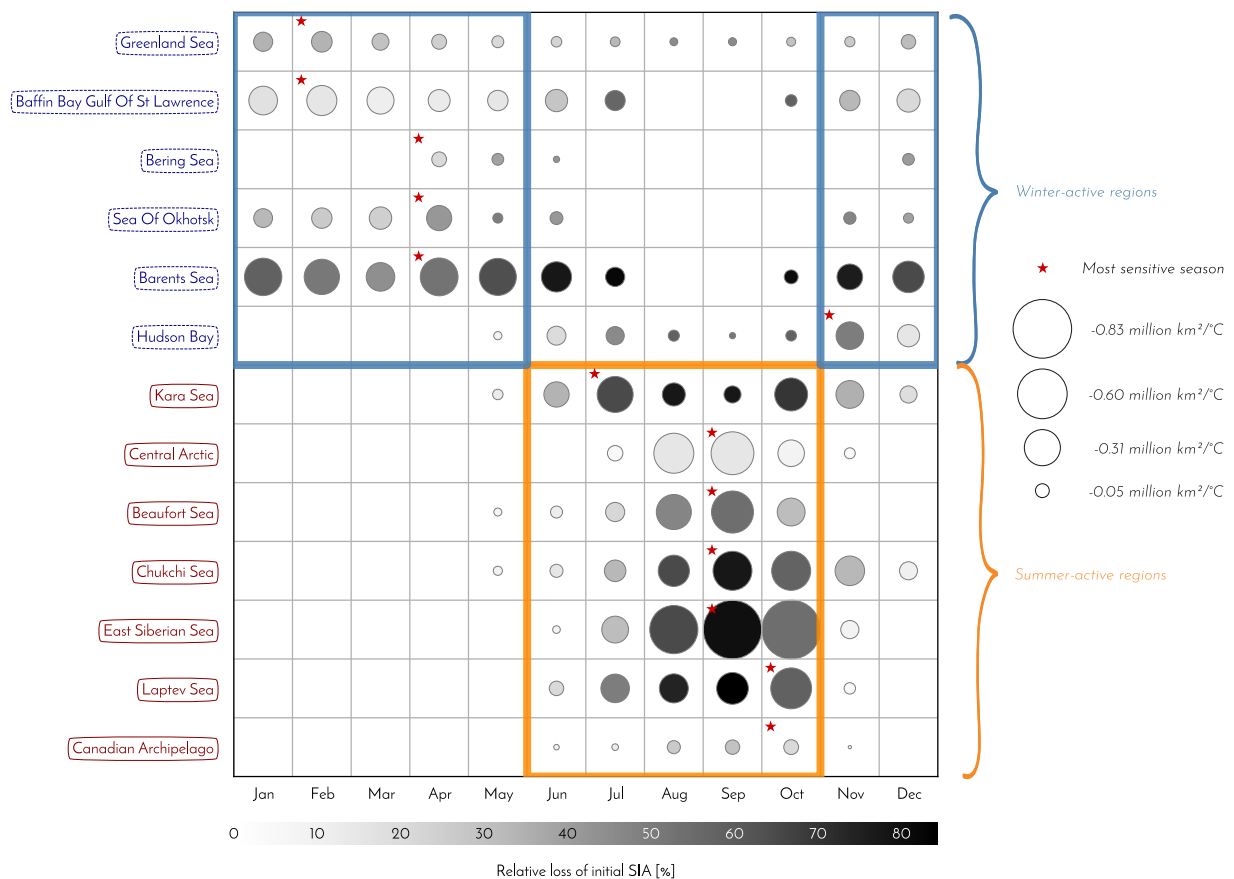 Greenland Sea
Baffin Bay Gulf Of St Lawrence
Bering Sea
Sea Of Okhotsk
Barents Sea
Hudson Bay
Kara Sea
Central Arctic
Beaufort Sea
Chukchi Sea
East Siberian Sea
Laptev Sea
Canadian Archipelago
Jan Feb Mar Apr May Jun Jul Aug Sep Oct Nov Dec
0 10 20 30 40 50 60 70 80
Relative loss of initial SIA [%]
Winter-active regions
Most sensitive season
-0.83 million km²/°C
-0.60 million km²/°C
-0.31 million km²/°C
-0.05 million km²/°C
Summer-active regions